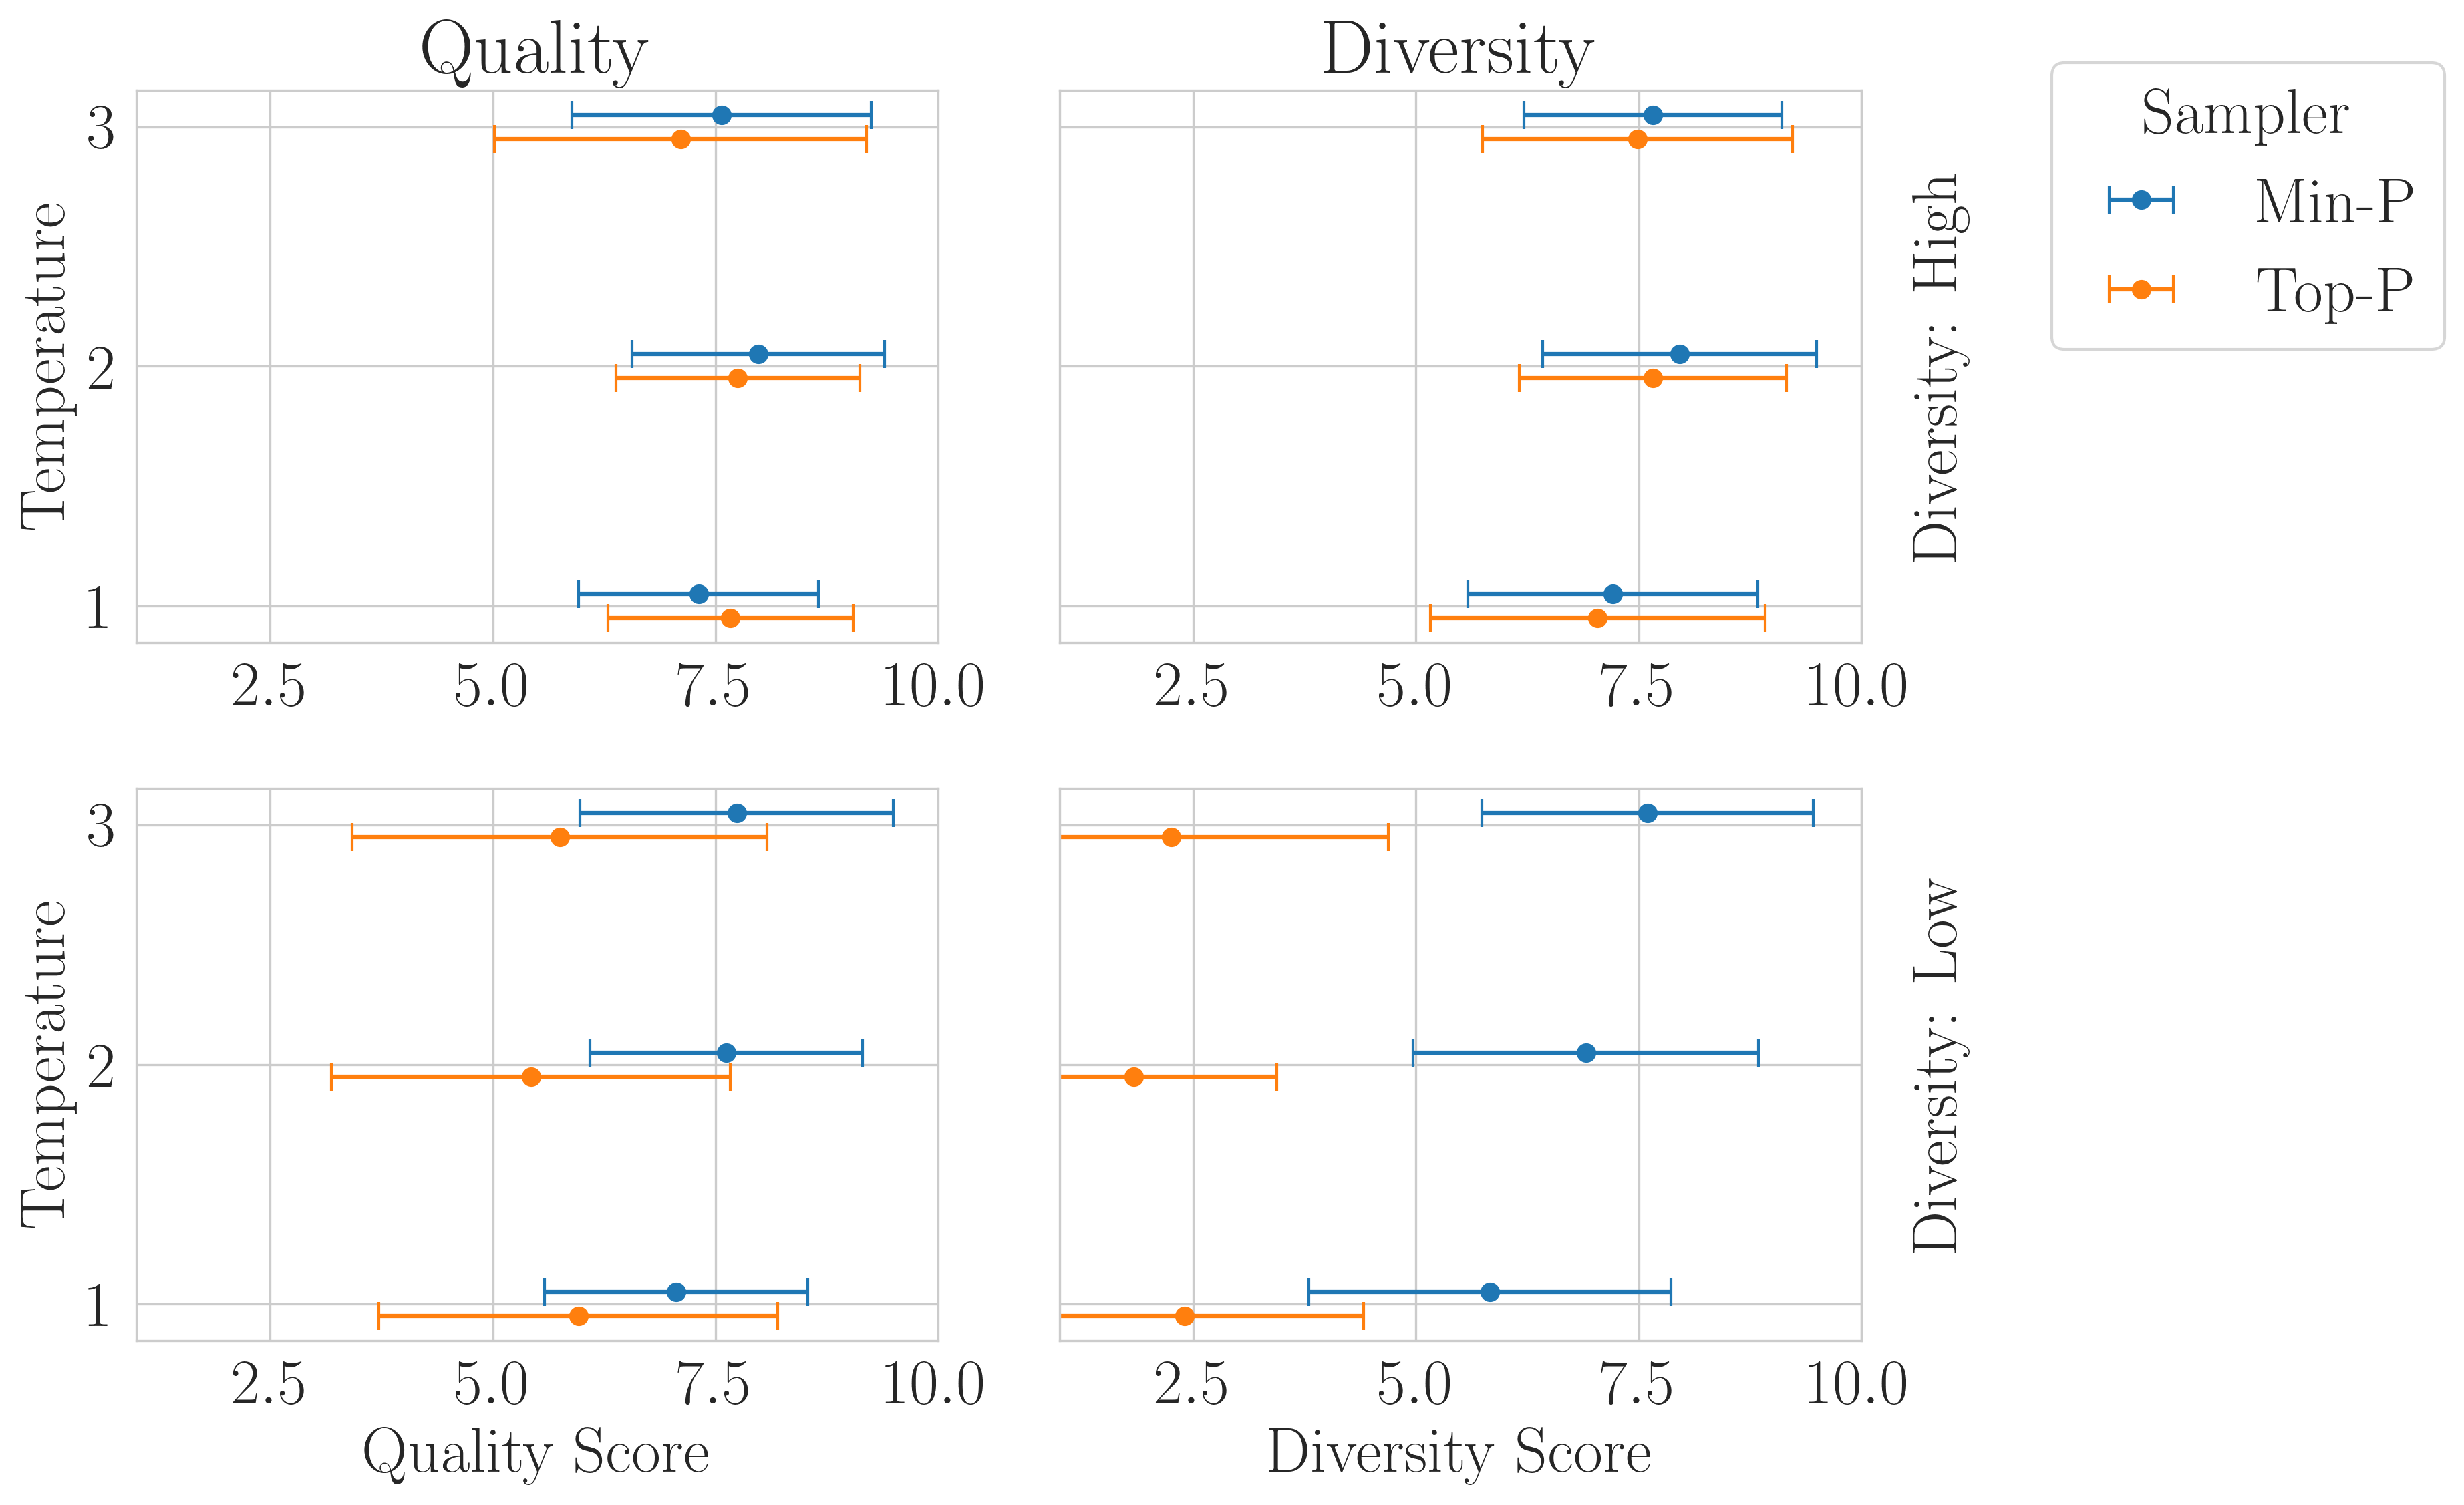 Quality
Diversity
Sampler
Min-P
Top-P
Temperature
3
2
1
2.5 5.0 7.5 10.0
2.5 5.0 7.5 10.0
Diversity: High
Temperature
3
2
1
2.5 5.0 7.5 10.0
Quality Score
2.5 5.0 7.5 10.0
Diversity Score
Diversity: Low